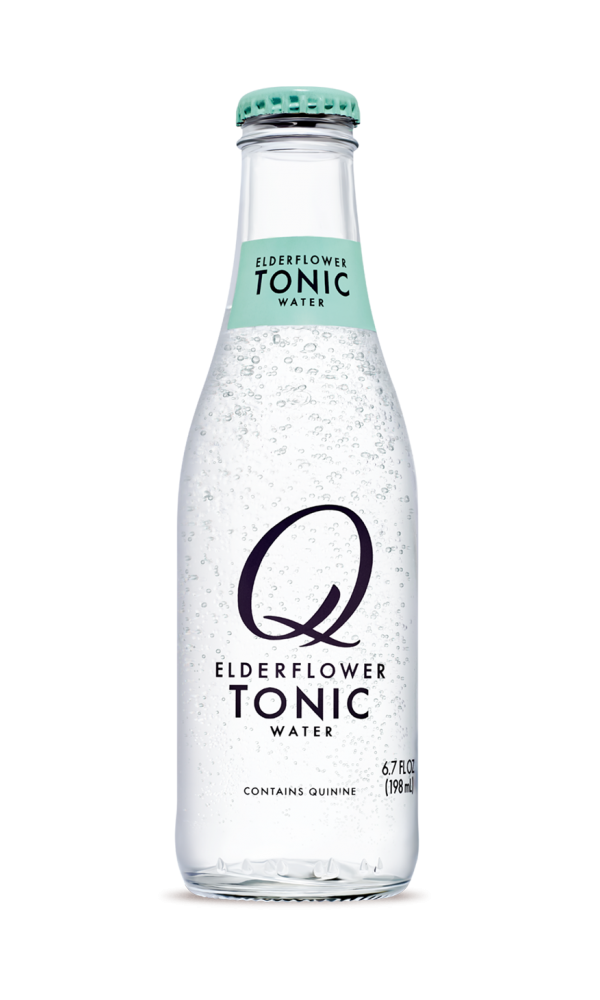 ELDERFLOWER
TONIC
WATER
Q
ELDERFLOWER
TONIC
WATER
6.7 FL OZ
(198 mL)
CONTAINS QUININE